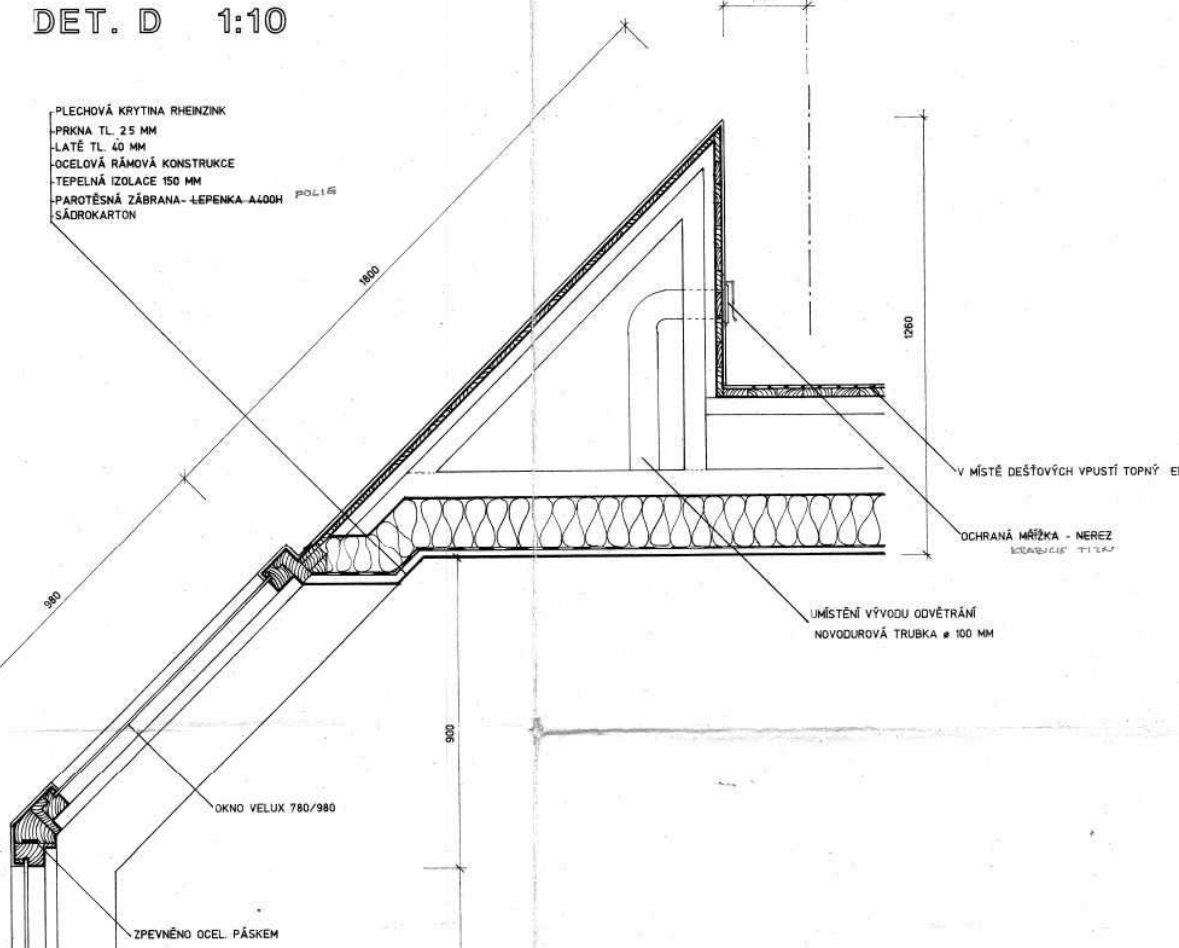 DET. D 1:10
PLECHOVÁ KRYTINA RHEINZINK
PRKNA TL. 25 MM
LATĚ TL. 40 MM
OCELOVÁ RÁMOVÁ KONSTRUKCE
TEPELNÁ IZOLACE 150 MM
PAROTĚSNÁ ZÁBRANA- LEPENKA A400H
SÁDROKARTON
1800
1260
980
900
V MÍSTĚ DEŠŤOVÝCH VPUSTÍ TOPNÝ
OCHRANÁ MŘÍŽKA - NEREZ
UMÍSTĚNÍ VÝVODU ODVĚTRÁNÍ
NOVODUROVÁ TRUBKA ø 100 MM
OKNO VELUX 780/980
ZPEVNĚNO OCEL. PÁSKEM